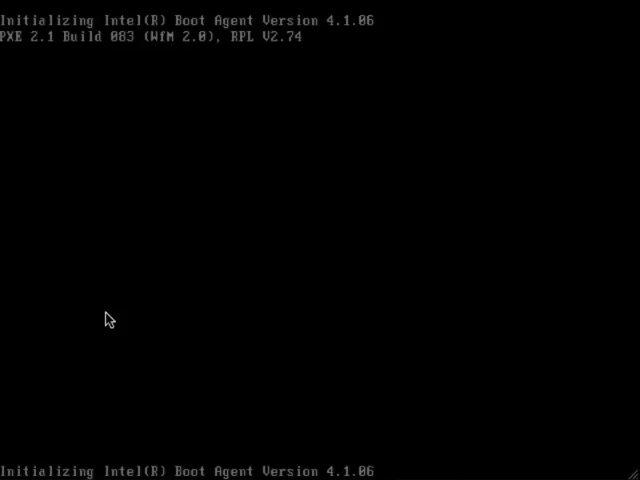 Initializing Intel(R) Boot Agent Version 4.1.06
PXE 2.1 Build 083 (WfM 2.0), RPL V2.74
Initializing Intel(R) Boot Agent Version 4.1.06